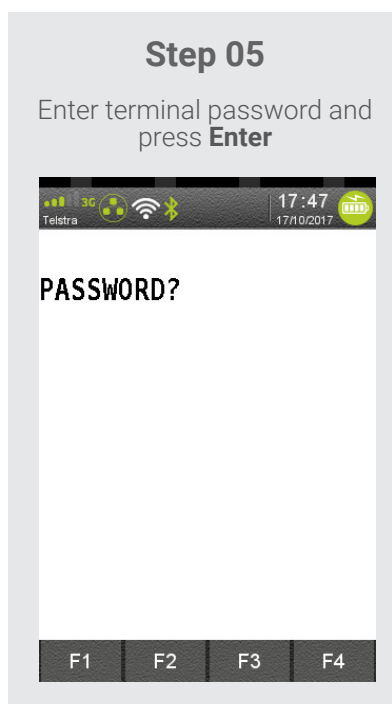 Step 05
Enter terminal password and
press Enter
3G 17:47
Telstra 17/10/2017
PASSWORD?
F1 F2 F3 F4